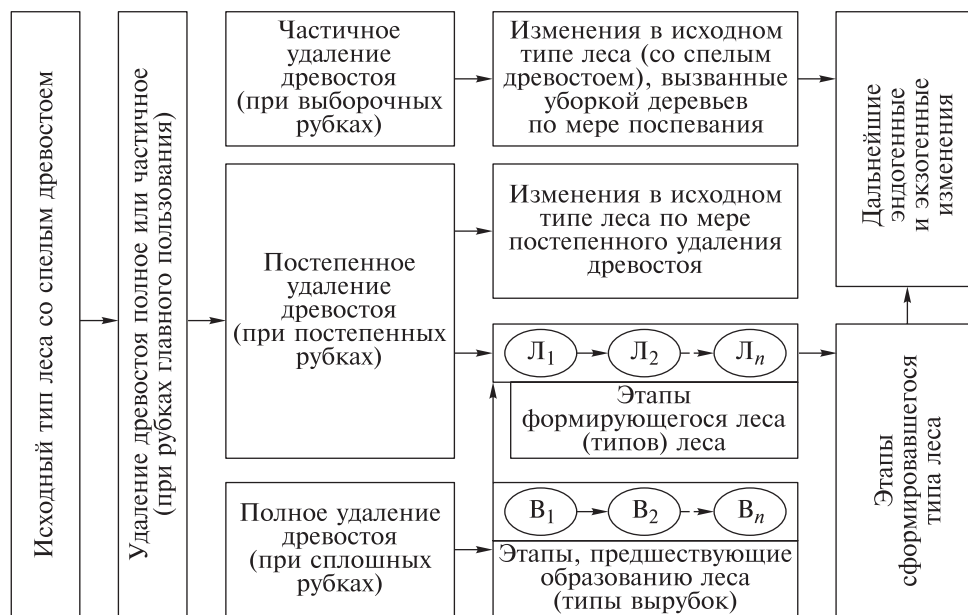 Исходный тип леса со спелым древостоем
Удаление древостоя полное или частичное
(при рубках главного пользования)
Частичное
удаление
древостоя
(при выборочных
рубках)
Изменения в исходном
типе леса (со спелым
древостоем), вызванные
уборкой деревьев
по мере поспевания
Дальнейшие
эндогенные
и экзогенные
изменения
Постепенное
удаление
древостоя
(при постепенных
рубках)
Изменения в исходном
типе леса по мере
постепенного удаления
древостоя
Л₁ Л₂ Лₙ
Этапы
формирующегося леса
(типов) леса
Этапы
сформировавшегося
типа леса
Полное удаление
древостоя
(при сплошных
рубках)
В₁ В₂ Вₙ
Этапы, предшествующие
образованию леса
(типы вырубок)